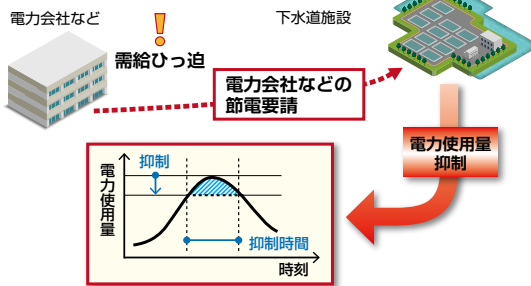 電力会社など
下水道施設
需給ひっ迫
電力会社などの
節電要請
電力使用量
抑制
抑制
電力使用量
抑制時間
時刻